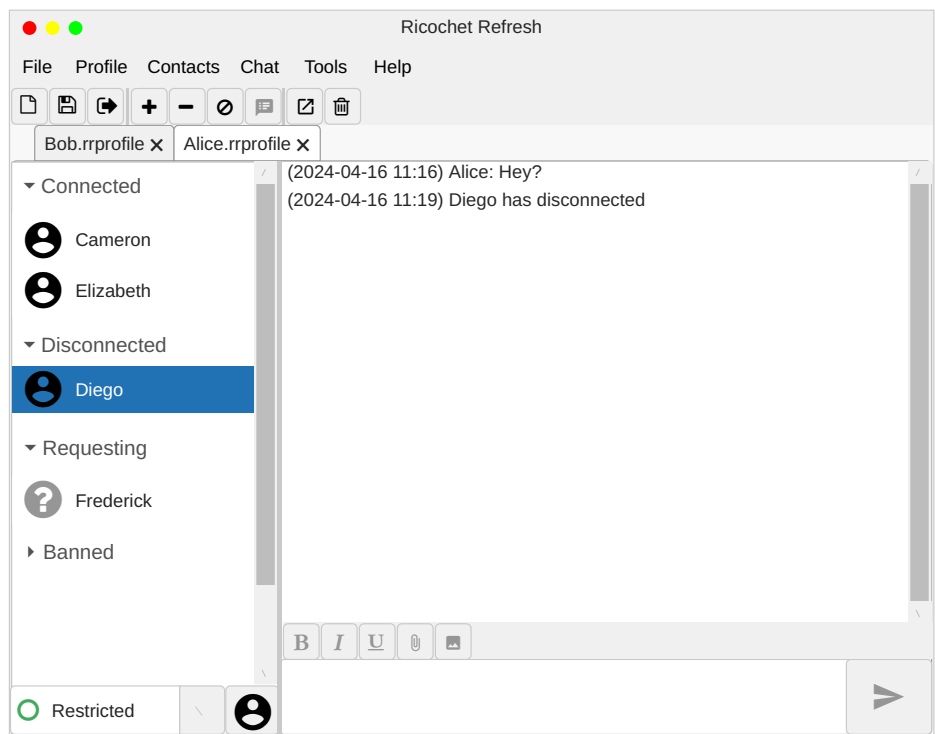 Ricochet Refresh
File Profile Contacts Chat Tools Help
Bob.rrprofile Alice.rrprofile
Connected
Cameron
Elizabeth
Disconnected
Diego
Requesting
Frederick
Banned
Restricted
(2024-04-16 11:16) Alice: Hey?
(2024-04-16 11:19) Diego has disconnected
B I U